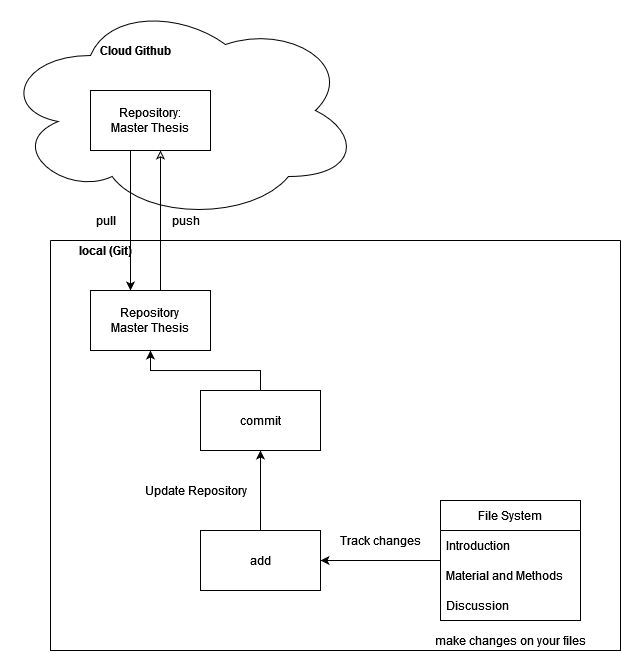 Cloud Github
Repository:
Master Thesis
pull
push
local (Git)
Repository
Master Thesis
commit
Update Repository
add
Track changes
File System
Introduction
Material and Methods
Discussion
make changes on your files